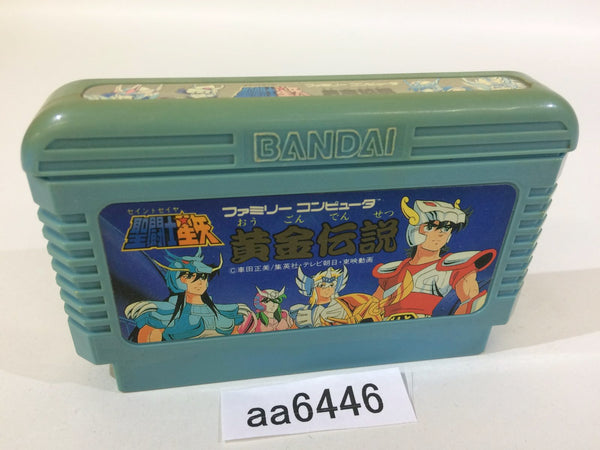 BANDAI
セイントセイヤ
聖闘士星矢
ファミリー コンピュータ
おう ごん でん せつ
黄金伝説
©車田正美/集英社・テレビ朝日・東映動画
aa6446